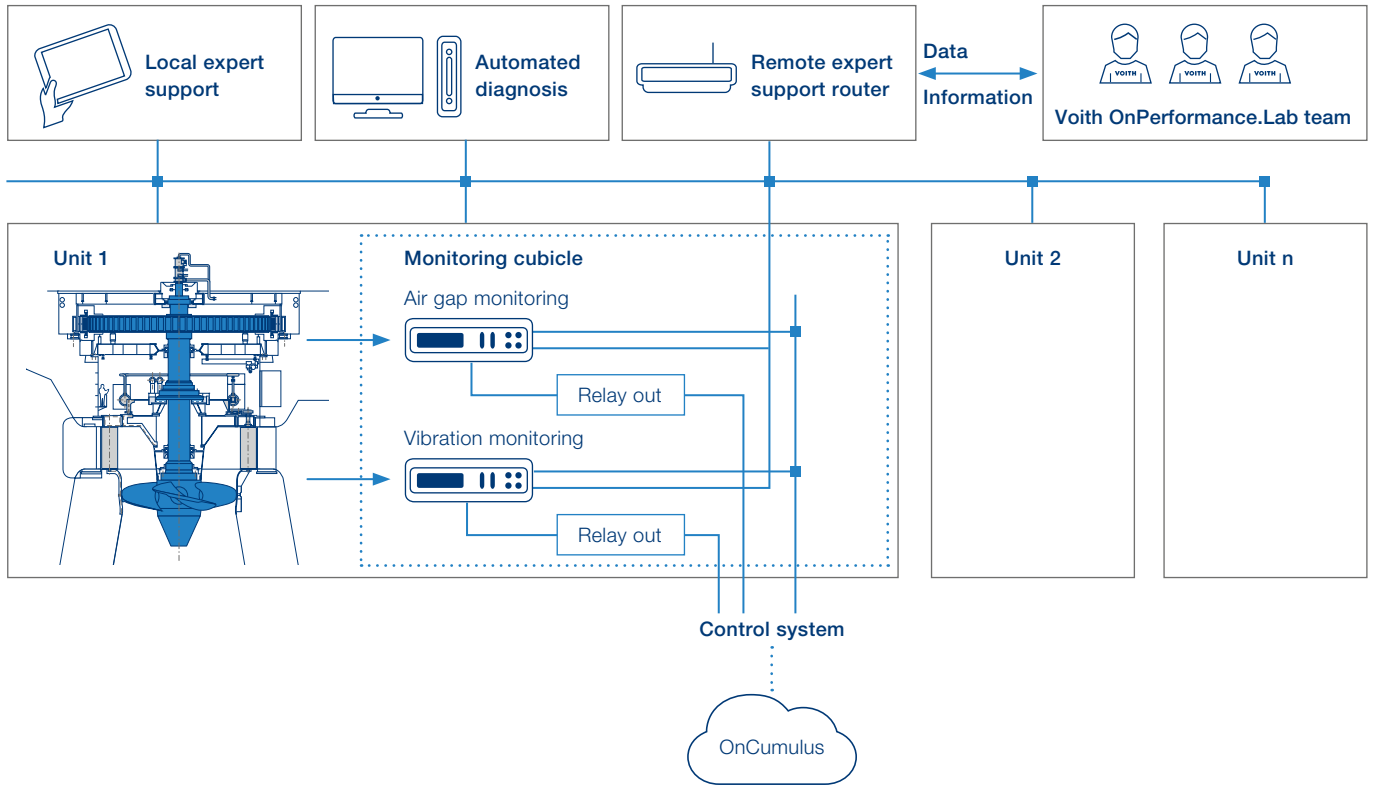 Local expert
support
Automated
diagnosis
Remote expert
support router
Data
Information
VOITH
VOITH
VOITH
Voith OnPerformance.Lab team
Unit 1
Monitoring cubicle
Air gap monitoring
Relay out
Vibration monitoring
Relay out
Unit 2
Unit n
Control system
OnCumulus